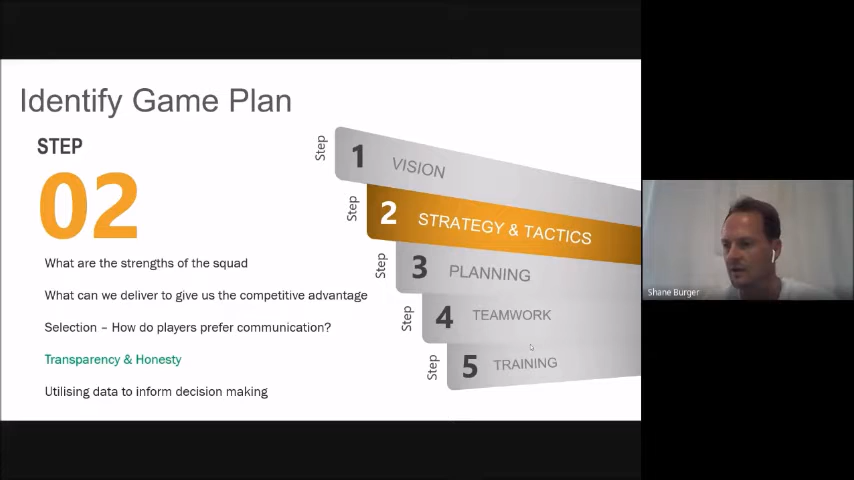 Identify Game Plan
STEP
02
What are the strengths of the squad
What can we deliver to give us the competitive advantage
Selection – How do players prefer communication?
Transparency & Honesty
Utilising data to inform decision making
Step 1 VISION
Step 2 STRATEGY & TACTICS
Step 3 PLANNING
Step 4 TEAMWORK
Step 5 TRAINING
Shane Burger